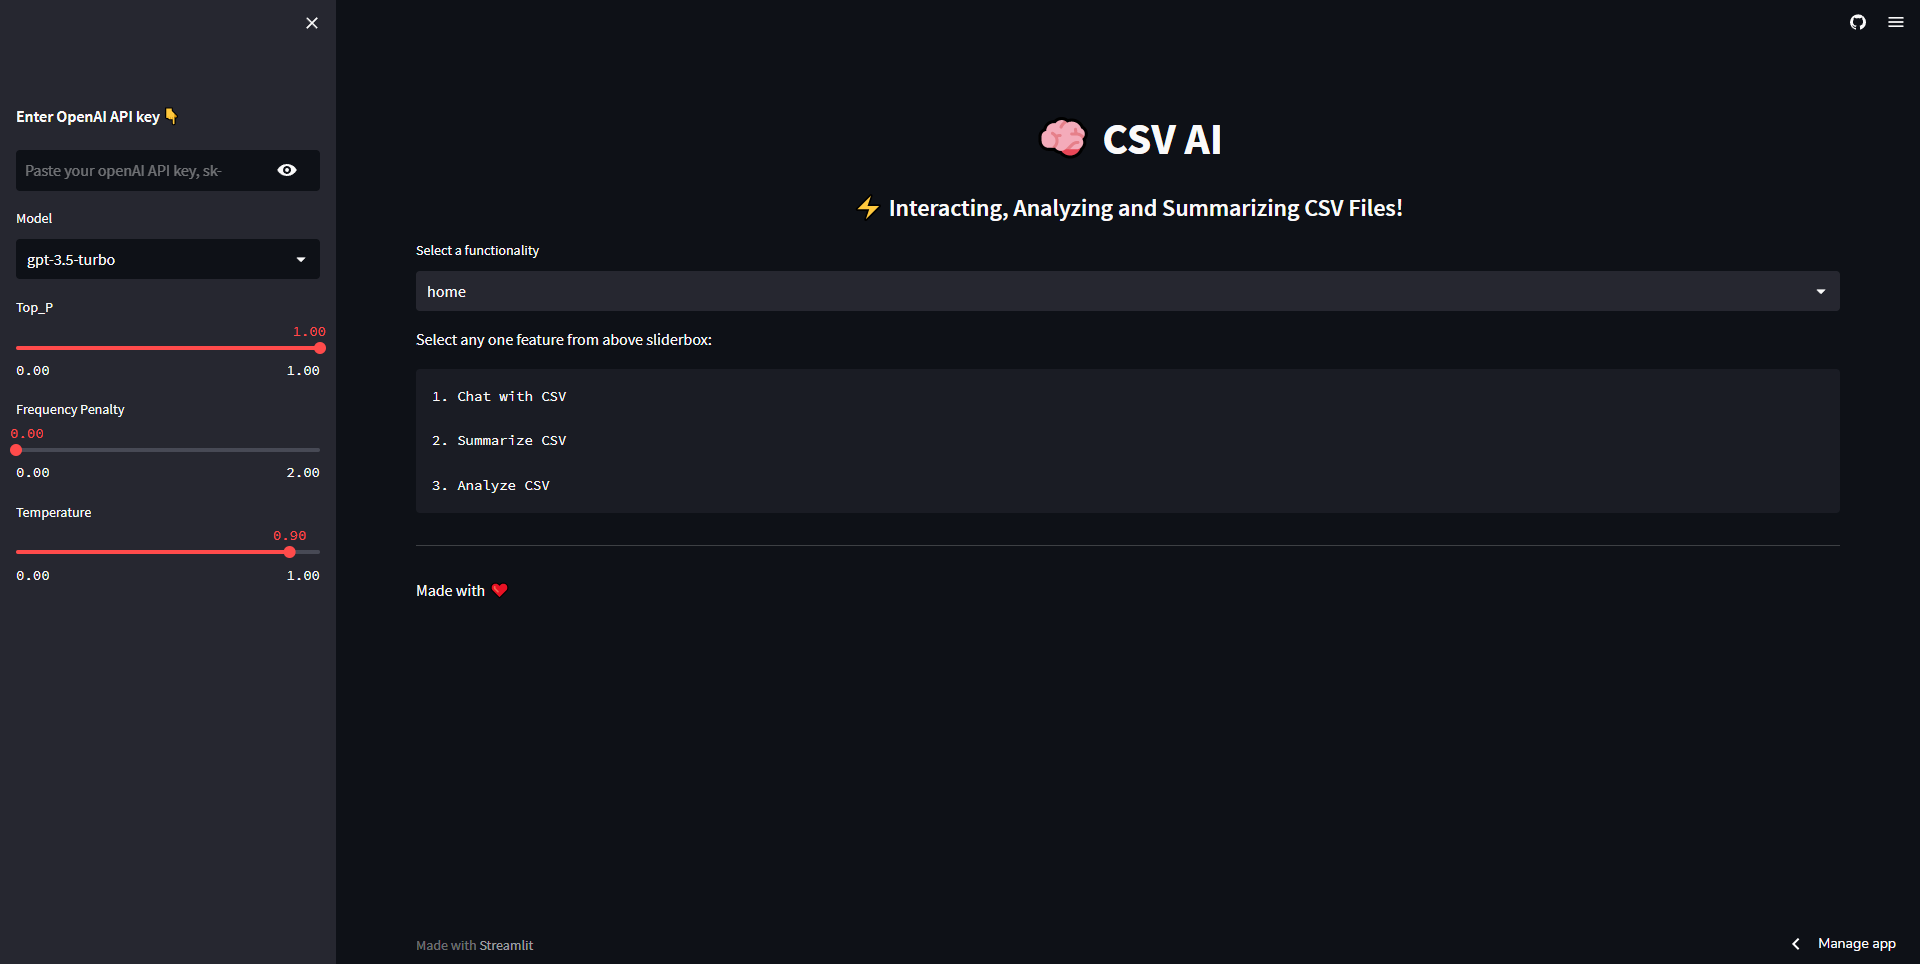 Enter OpenAI API key 👇
Paste your openAI API key, sk-
Model
gpt-3.5-turbo
Top_P
1.00
0.00 1.00
Frequency Penalty
0.00
0.00 2.00
Temperature
0.90
0.00 1.00
🧠 CSV AI
⚡ Interacting, Analyzing and Summarizing CSV Files!
Select a functionality
home
Select any one feature from above sliderbox:
1. Chat with CSV
2. Summarize CSV
3. Analyze CSV
Made with ❤️
Made with Streamlit
Manage app